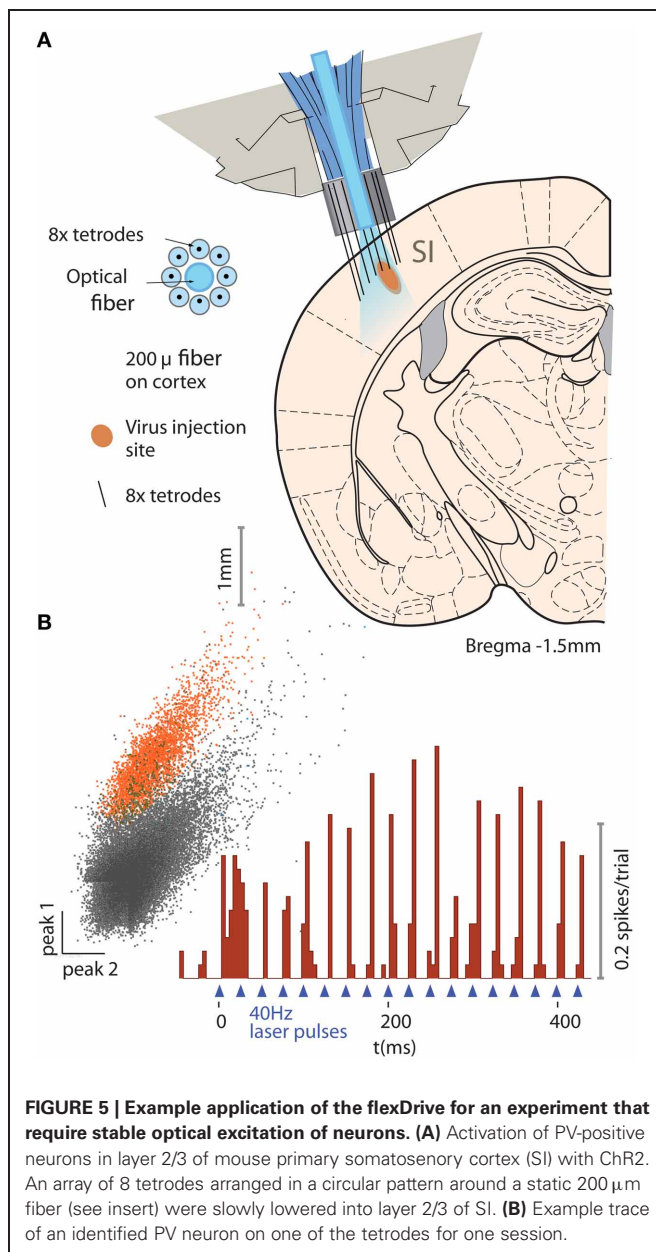 A
8x tetrodes
Optical
fiber
SI
200 μ fiber
on cortex
Virus injection
site
8x tetrodes
1mm
Bregma -1.5mm
B
peak 1
peak 2
0.2 spikes/trial
40Hz
laser pulses
0
200
400
t(ms)
FIGURE 5 | Example application of the flexDrive for an experiment that
require stable optical excitation of neurons. (A) Activation of PV-positive
neurons in layer 2/3 of mouse primary somatosenory cortex (SI) with ChR2.
An array of 8 tetrodes arranged in a circular pattern around a static 200 μm
fiber (see insert) were slowly lowered into layer 2/3 of SI. (B) Example trace
of an identified PV neuron on one of the tetrodes for one session.